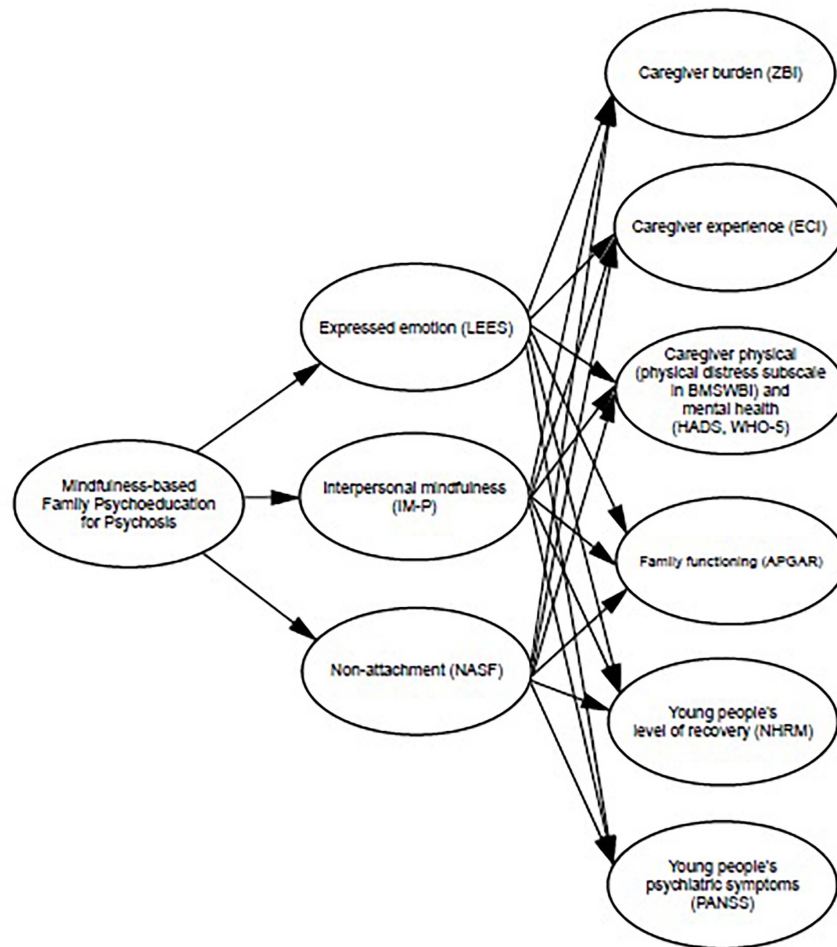 Mindfulness-based
Family Psychoeducation
for Psychosis
Expressed emotion (LEES)
Interpersonal mindfulness
(IM-P)
Non-attachment (NASF)
Caregiver burden (ZBI)
Caregiver experience (ECI)
Caregiver physical
(physical distress subscale
in BMSWBI) and
mental health
(HADS, WHO-5)
Family functioning (APGAR)
Young people's
level of recovery (NHRM)
Young people's
psychiatric symptoms
(PANSS)